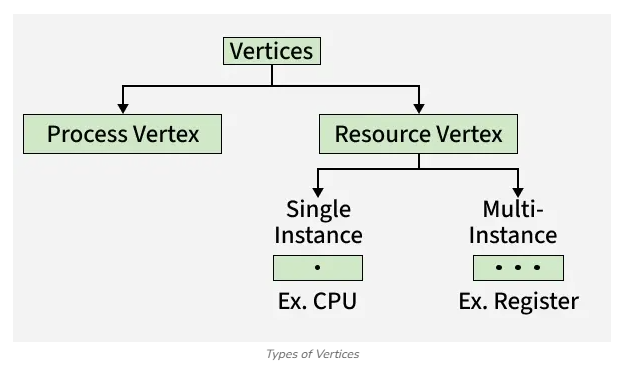 Vertices
Process Vertex
Resource Vertex
Single
Instance
Multi-
Instance
Ex. CPU
Ex. Register
Types of Vertices